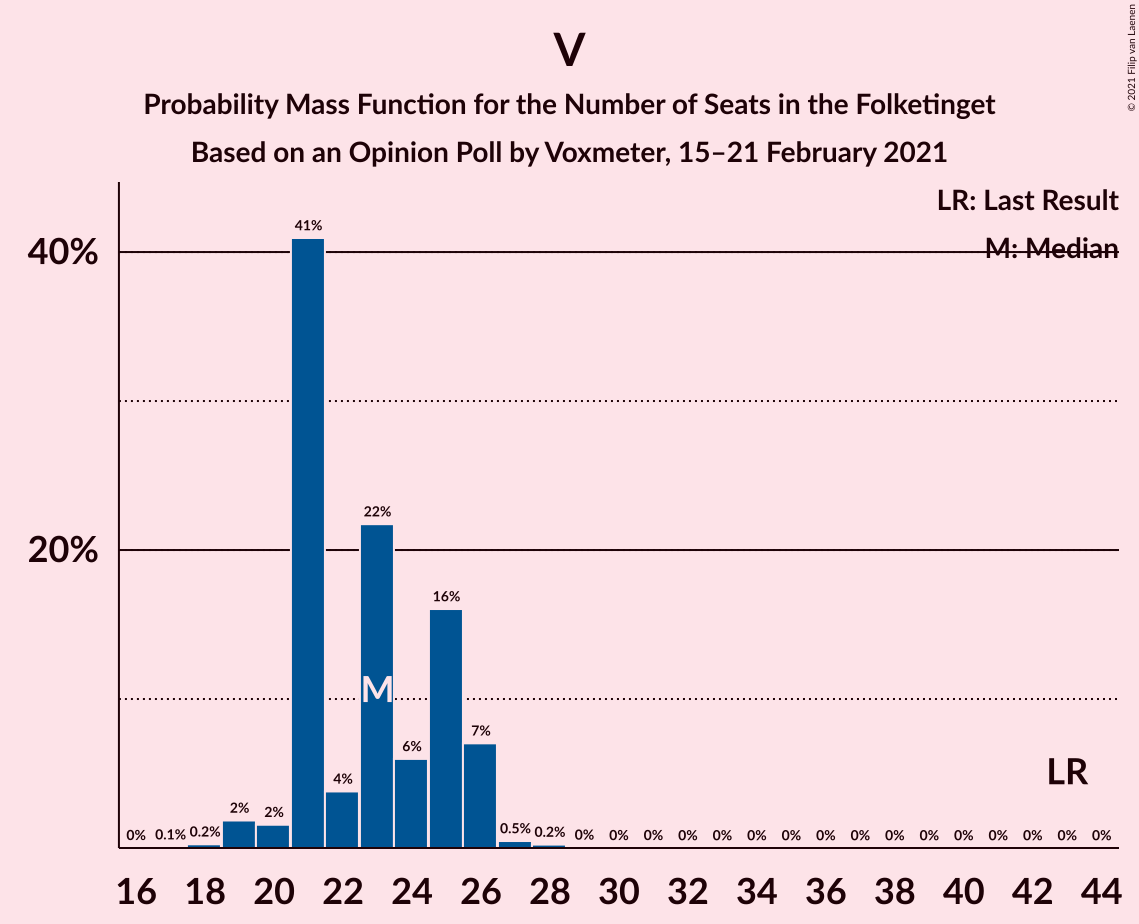 V
Probability Mass Function for the Number of Seats in the Folketinget
Based on an Opinion Poll by Voxmeter, 15–21 February 2021
© 2021 Filip van Laenen
LR: Last Result
M: Median
40%
20%
0% 0.1% 0.2% 2% 2% 41% 4% 22% 6% 16% 7% 0.5% 0.2% 0% 0% 0% 0% 0% 0% 0% 0% 0% 0% 0% 0% 0% 0% 0% 0%
M
LR
16 18 20 22 24 26 28 30 32 34 36 38 40 42 44